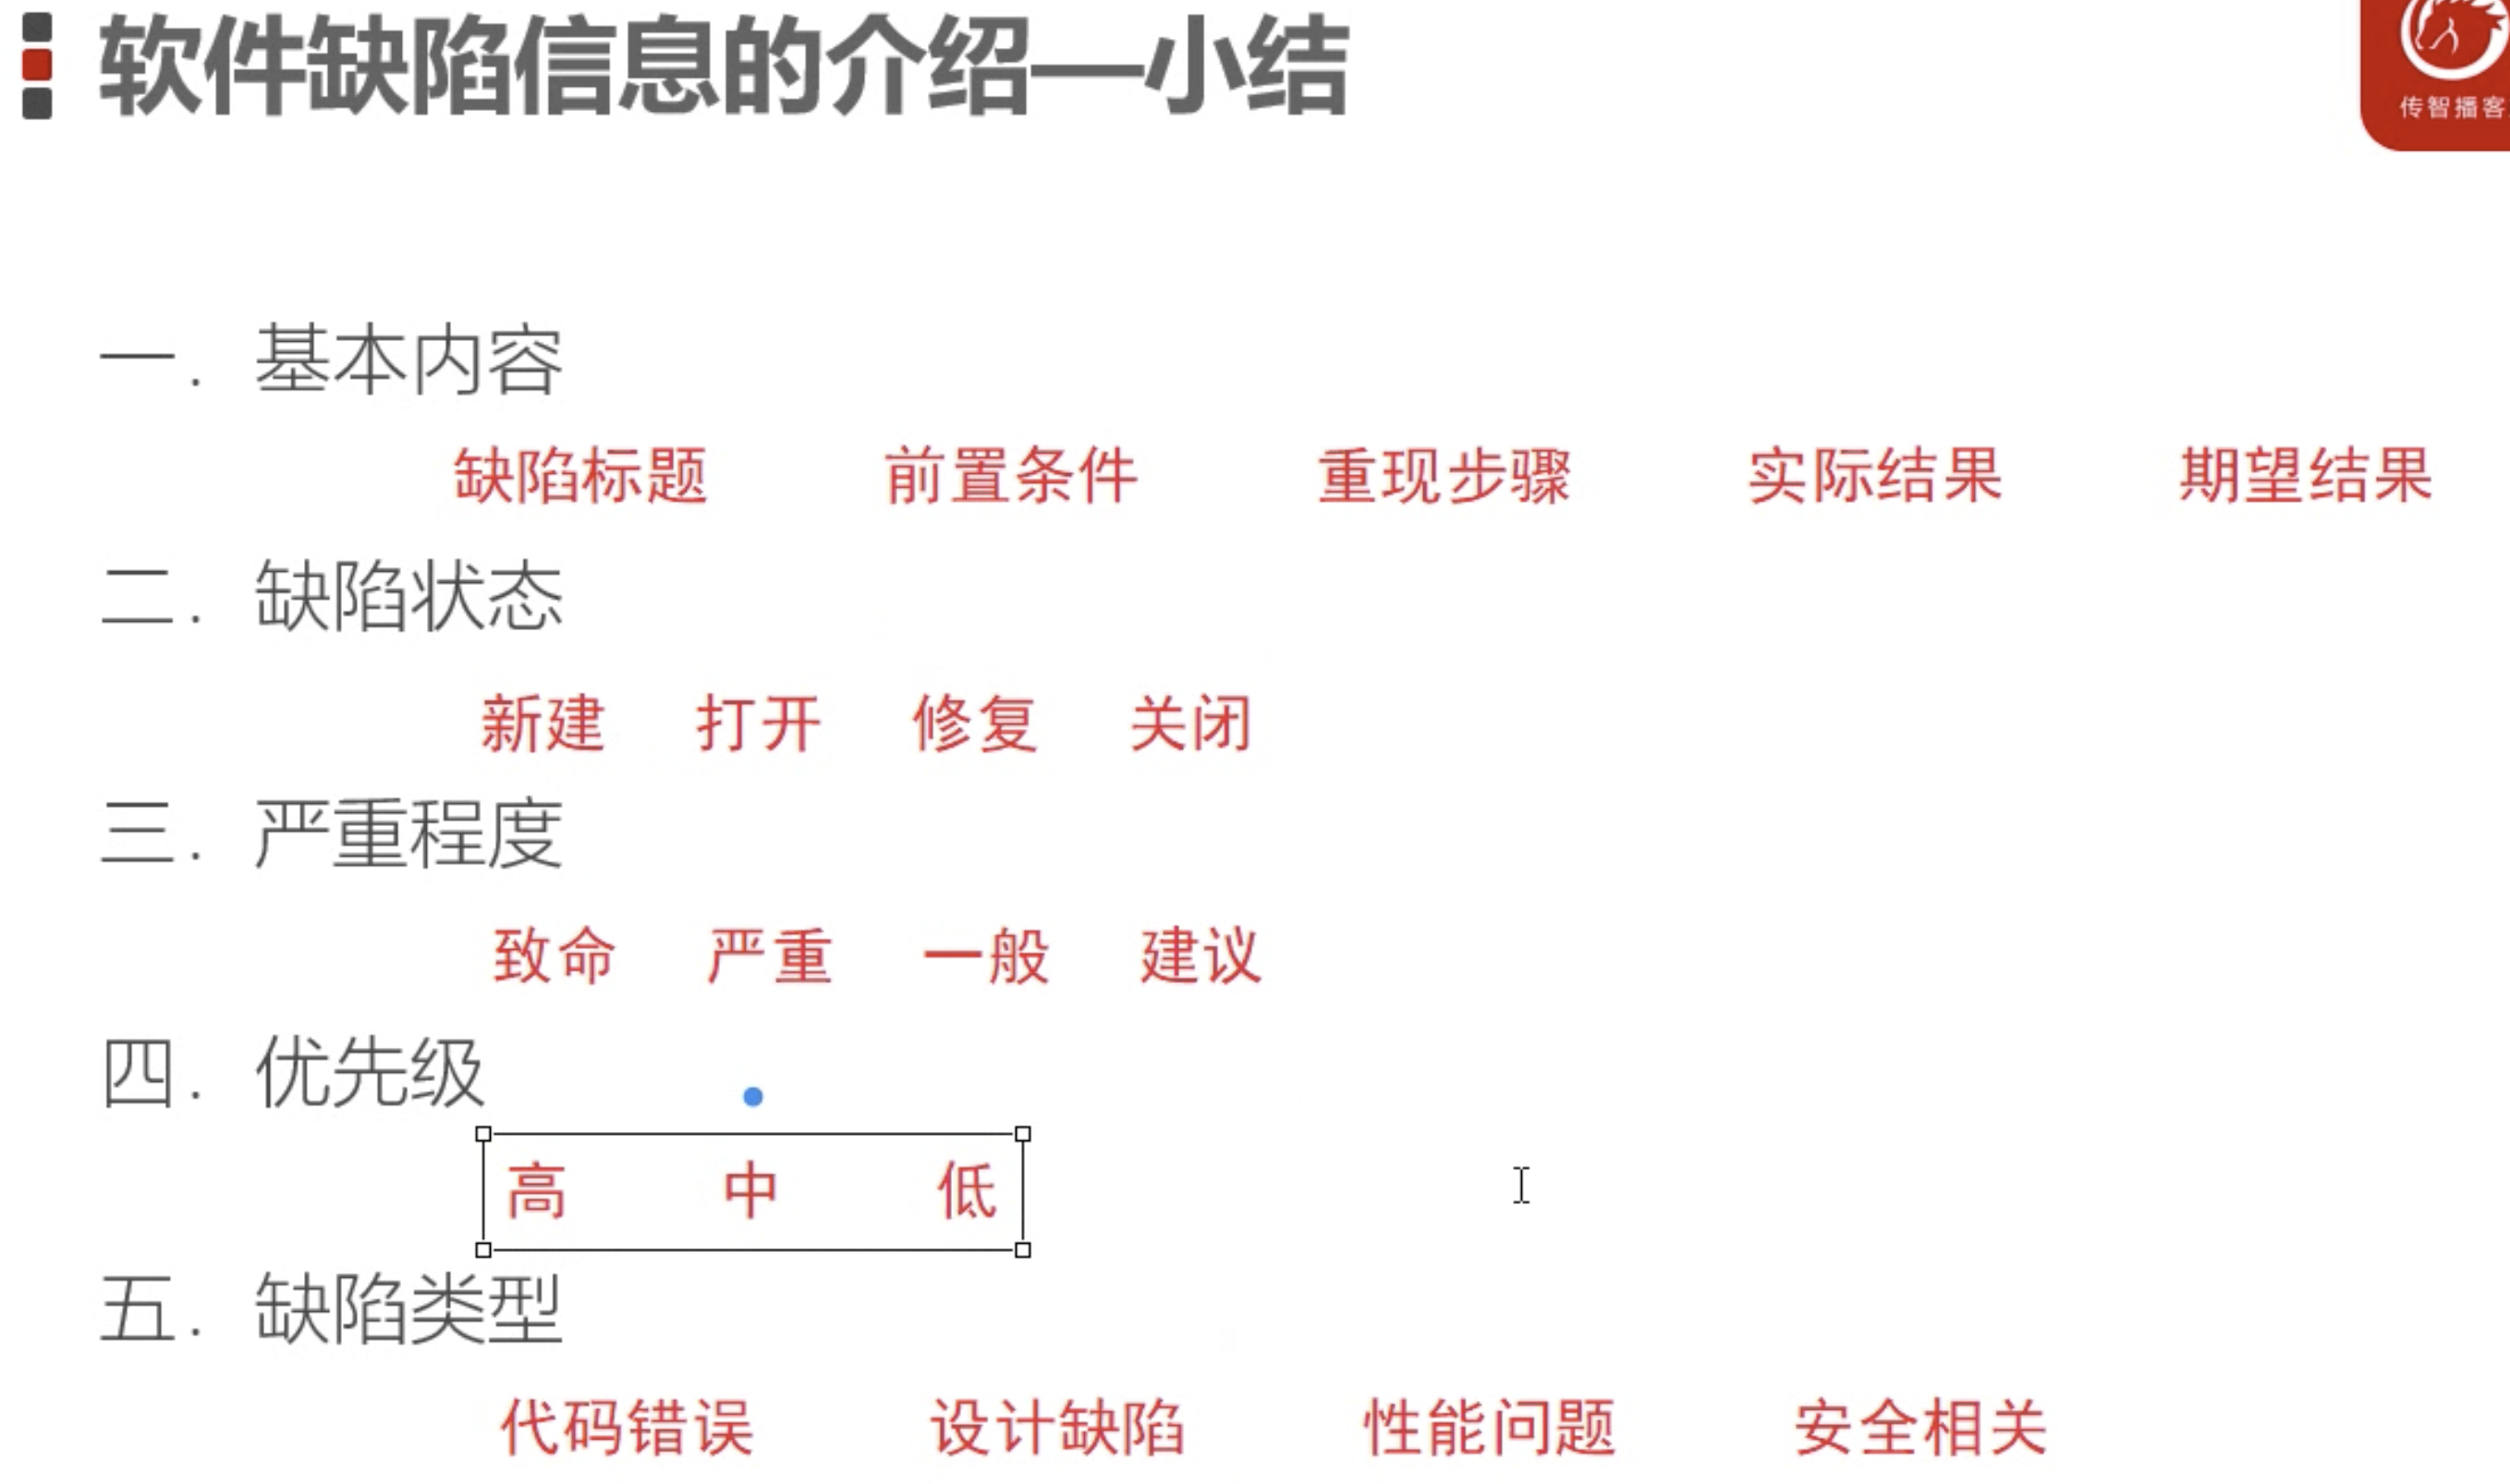 软件缺陷信息的介绍—小结
传智播客
一. 基本内容
缺陷标题 前置条件 重现步骤 实际结果 期望结果
二. 缺陷状态
新建 打开 修复 关闭
三. 严重程度
致命 严重 一般 建议
四. 优先级
高 中 低
五. 缺陷类型
代码错误 设计缺陷 性能问题 安全相关